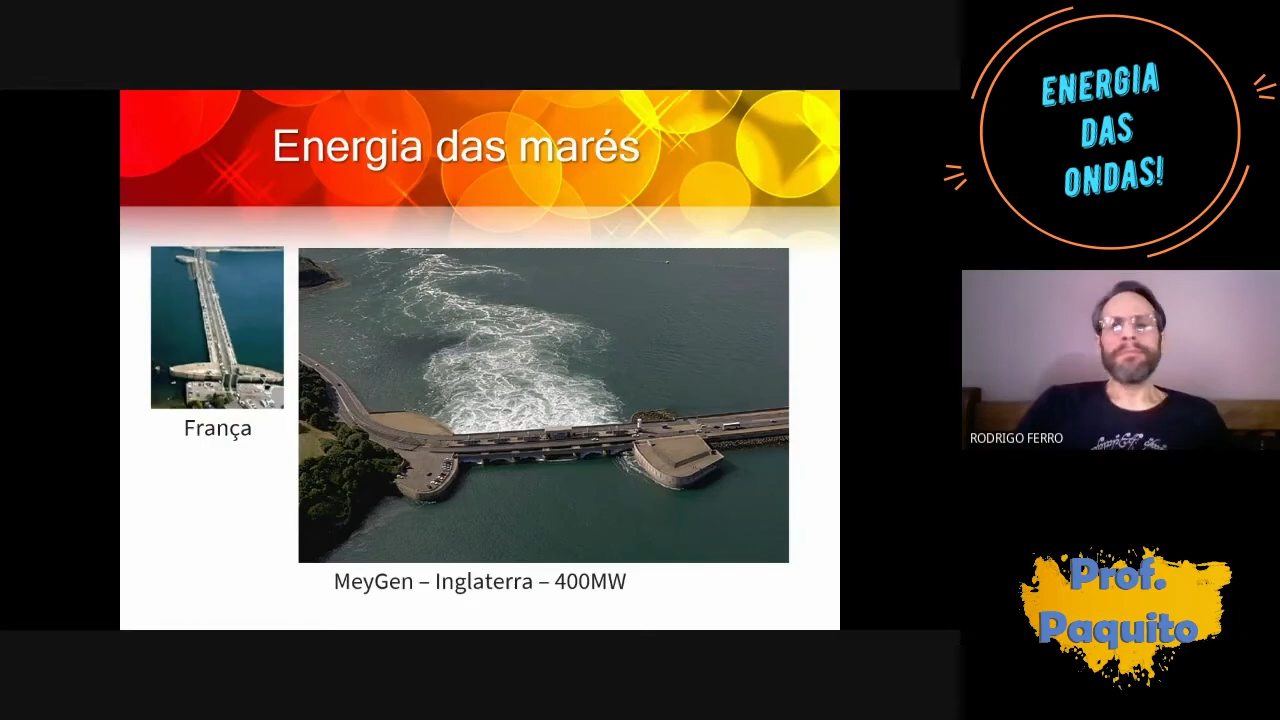 Energia das marés
França
MeyGen – Inglaterra – 400MW
ENERGIA
DAS
ONDAS!
RODRIGO FERRO
Prof.
Paquito